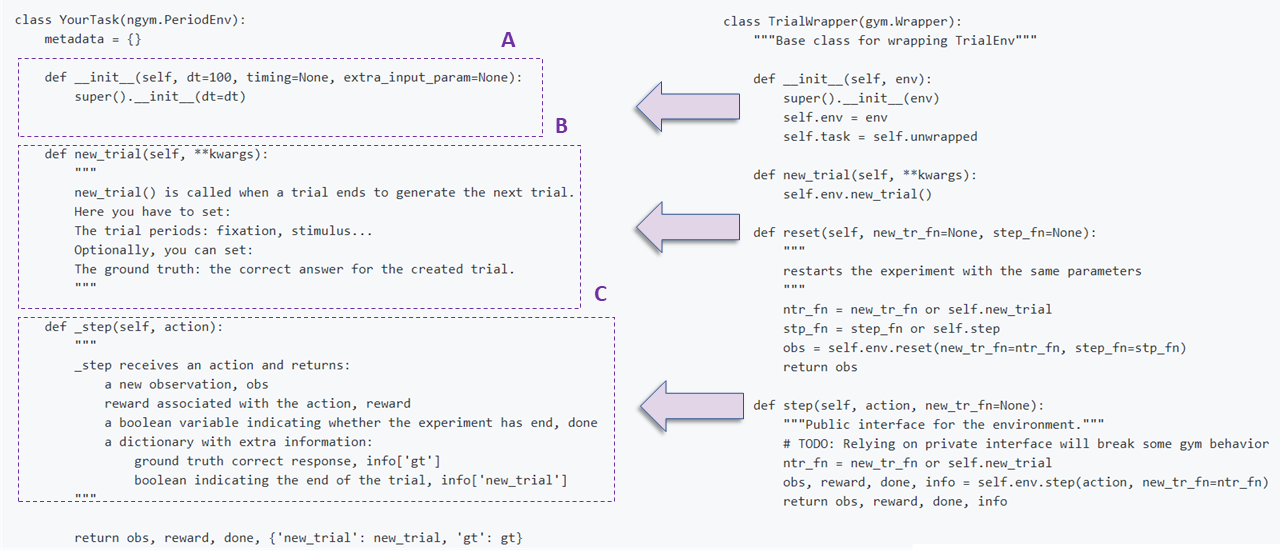 class YourTask(ngym.PeriodEnv):
    metadata = {}
A
    def __init__(self, dt=100, timing=None, extra_input_param=None):
        super().__init__(dt=dt)
B
    def new_trial(self, **kwargs):
        """
        new_trial() is called when a trial ends to generate the next trial.
        Here you have to set:
        The trial periods: fixation, stimulus...
        Optionally, you can set:
        The ground truth: the correct answer for the created trial.
        """
C
    def _step(self, action):
        """
        _step receives an action and returns:
            a new observation, obs
            reward associated with the action, reward
            a boolean variable indicating whether the experiment has end, done
            a dictionary with extra information:
                ground truth correct response, info['gt']
                boolean indicating the end of the trial, info['new_trial']
        """
        return obs, reward, done, {'new_trial': new_trial, 'gt': gt}
class TrialWrapper(gym.Wrapper):
    """Base class for wrapping TrialEnv"""
    def __init__(self, env):
        super().__init__(env)
        self.env = env
        self.task = self.unwrapped
    def new_trial(self, **kwargs):
        self.env.new_trial()
    def reset(self, new_tr_fn=None, step_fn=None):
        """
        restarts the experiment with the same parameters
        """
        ntr_fn = new_tr_fn or self.new_trial
        stp_fn = step_fn or self.step
        obs = self.env.reset(new_tr_fn=ntr_fn, step_fn=stp_fn)
        return obs
    def step(self, action, new_tr_fn=None):
        """Public interface for the environment."""
        # TODO: Relying on private interface will break some gym behavior
        ntr_fn = new_tr_fn or self.new_trial
        obs, reward, done, info = self.env.step(action, new_tr_fn=ntr_fn)
        return obs, reward, done, info